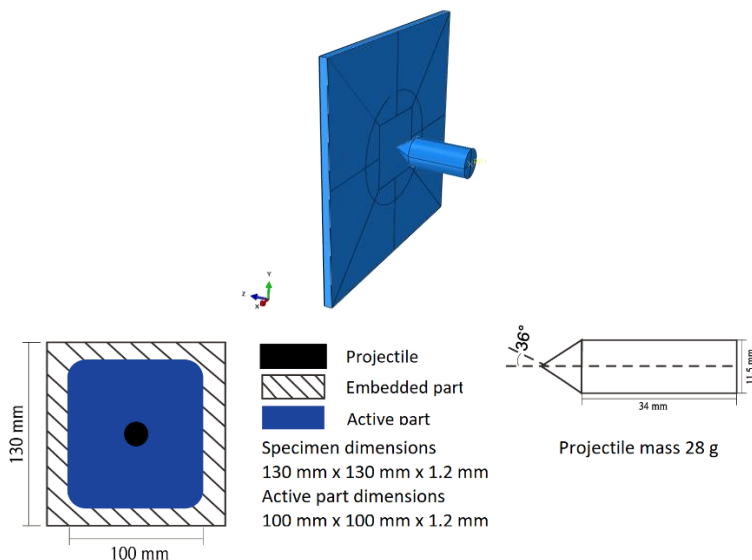 Y
Z
X
36°
11.5 mm
34 mm
Projectile mass 28 g
130 mm
100 mm
Projectile
Embedded part
Active part
Specimen dimensions
130 mm x 130 mm x 1.2 mm
Active part dimensions
100 mm x 100 mm x 1.2 mm